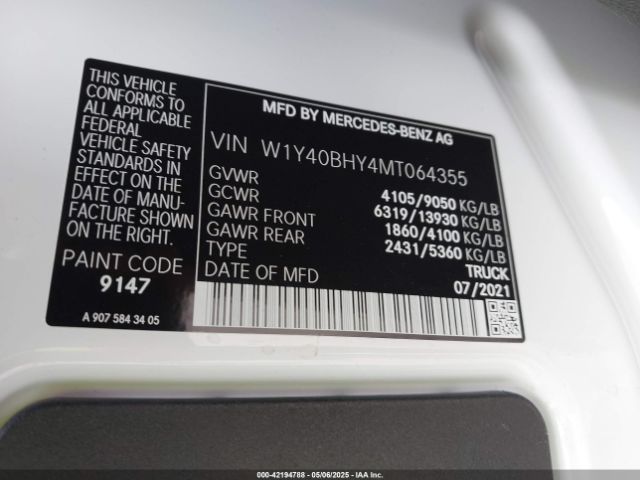 THIS VEHICLE
CONFORMS TO
ALL APPLICABLE
FEDERAL
VEHICLE SAFETY
STANDARDS IN
EFFECT ON THE
DATE OF MANU-
FACTURE SHOWN
ON THE RIGHT.
PAINT CODE
9147
A 907 584 34 05
MFD BY MERCEDES-BENZ AG
VIN W1Y40BHY4MT064355
GVWR 4105/9050 KG/LB
GCWR 6319/13930 KG/LB
GAWR FRONT 1860/4100 KG/LB
GAWR REAR 2431/5360 KG/LB
TYPE TRUCK
DATE OF MFD 07/2021
000-42194788 - 05/06/2025 - IAA Inc.